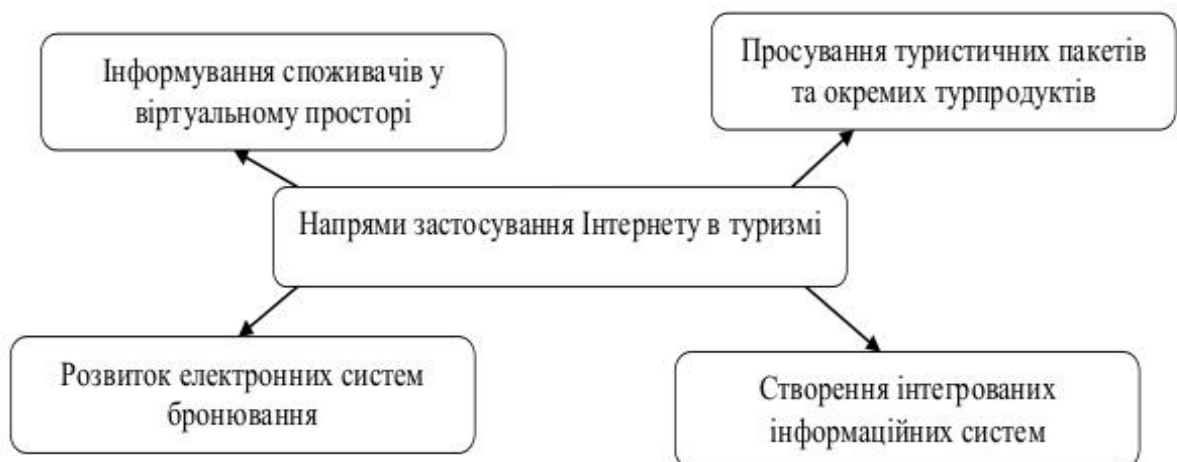 Інформування споживачів у
віртуальному просторі
Просування туристичних пакетів
та окремих турпродуктів
Напрями застосування Інтернету в туризмі
Розвиток електронних систем
бронювання
Створення інтегрованих
інформаційних систем